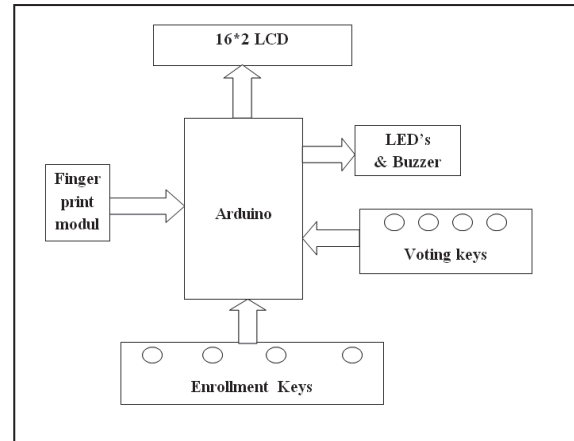 16*2 LCD
LED's
& Buzzer
Finger
print
modul
Arduino
Voting keys
Enrollment Keys